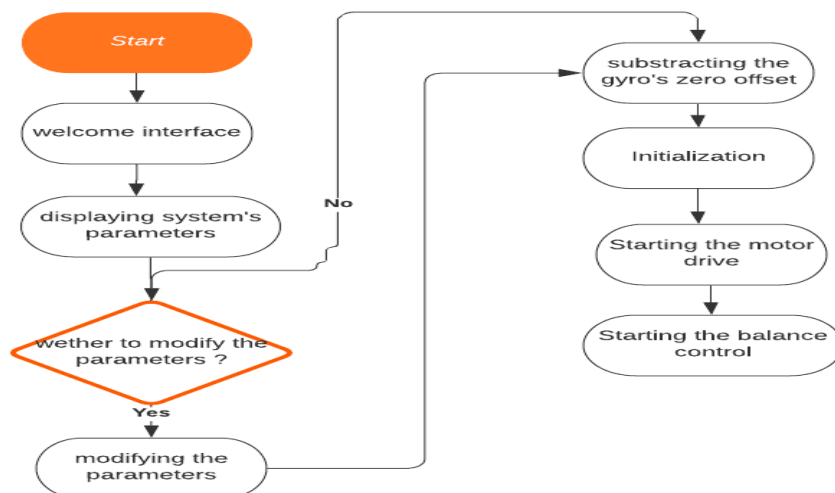 Start
welcome interface
displaying system's
parameters
wether to modify the
parameters ?
Yes
modifying the
parameters
No
substracting the
gyro's zero offset
Initialization
Starting the motor
drive
Starting the balance
control